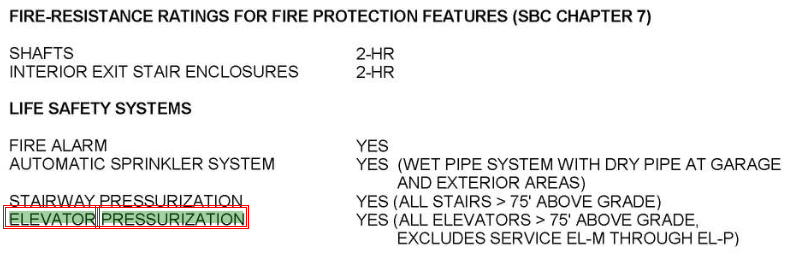 FIRE-RESISTANCE RATINGS FOR FIRE PROTECTION FEATURES (SBC CHAPTER 7)
SHAFTS 2-HR
INTERIOR EXIT STAIR ENCLOSURES 2-HR
LIFE SAFETY SYSTEMS
FIRE ALARM YES
AUTOMATIC SPRINKLER SYSTEM YES (WET PIPE SYSTEM WITH DRY PIPE AT GARAGE
AND EXTERIOR AREAS)
STAIRWAY PRESSURIZATION YES (ALL STAIRS > 75' ABOVE GRADE)
ELEVATOR PRESSURIZATION YES (ALL ELEVATORS > 75' ABOVE GRADE,
EXCLUDES SERVICE EL-M THROUGH EL-P)